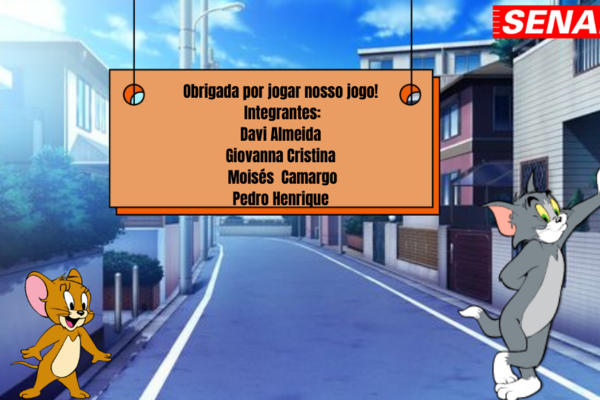 SENA
Obrigada por jogar nosso jogo!
Integrantes:
Davi Almeida
Giovanna Cristina
Moisés Camargo
Pedro Henrique